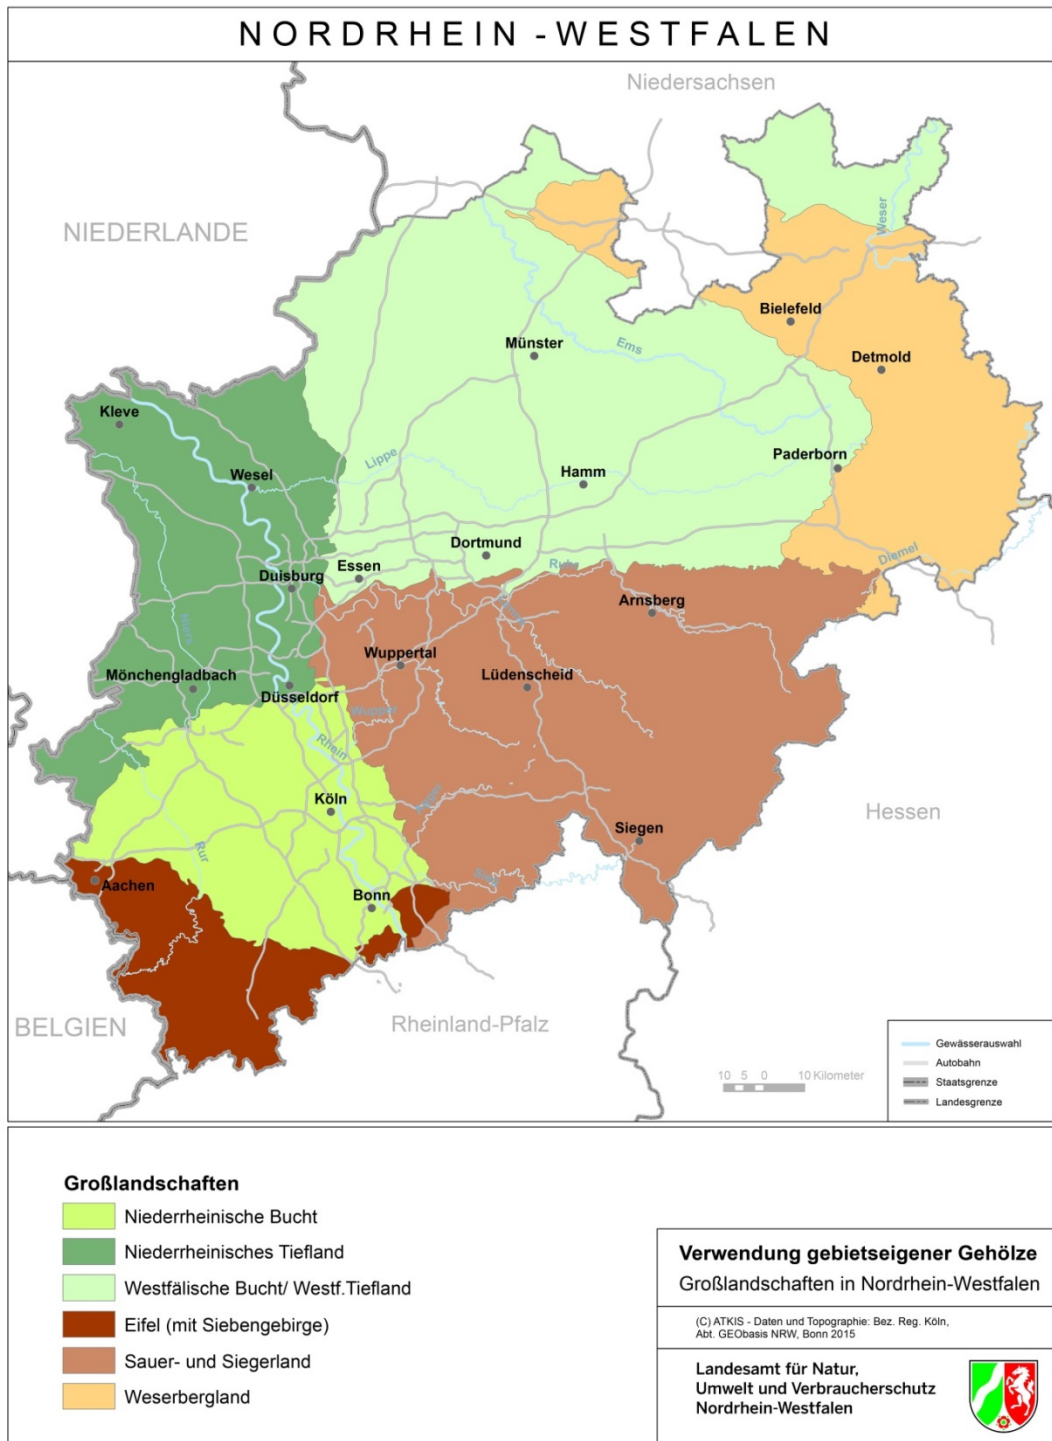 NORDRHEIN - WESTFALEN
Niedersachsen
NIEDERLANDE
Weser
Bielefeld
Münster
Ems
Detmold
Kleve
Lippe
Paderborn
Wesel
Hamm
Dortmund
Ruhr
Diemel
Essen
Duisburg
Arnsberg
Niers
Wuppertal
Mönchengladbach
Lüdenscheid
Düsseldorf
Wupper
Rhein
Köln
Hessen
Siegen
Rur
Sieg
Aachen
Bonn
BELGIEN
Rheinland-Pfalz
Gewässerauswahl
Autobahn
Staatsgrenze
Landesgrenze
10 5 0 10 Kilometer
Großlandschaften
Niederrheinische Bucht
Niederrheinisches Tiefland
Westfälische Bucht/ Westf.Tiefland
Eifel (mit Siebengebirge)
Sauer- und Siegerland
Weserbergland
Verwendung gebietseigener Gehölze
Großlandschaften in Nordrhein-Westfalen
(C) ATKIS - Daten und Topographie: Bez. Reg. Köln,
Abt. GEObasis NRW, Bonn 2015
Landesamt für Natur,
Umwelt und Verbraucherschutz
Nordrhein-Westfalen